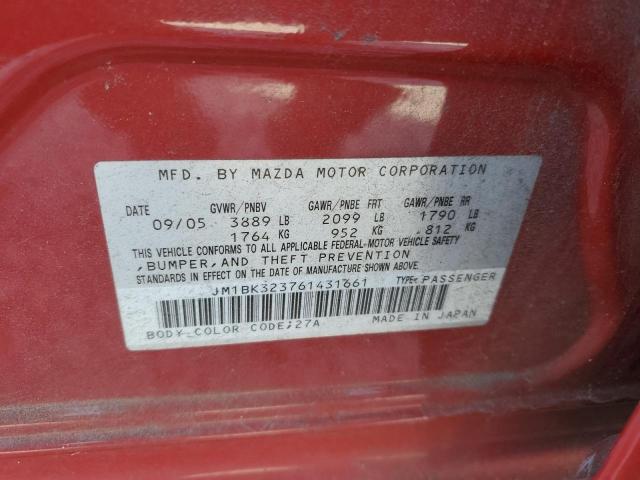 MFD. BY MAZDA MOTOR CORPORATION
DATE GVWR/PNBV GAWR/PNBE FRT GAWR/PNBE RR
09/05 3889 LB 2099 LB 1790 LB
1764 KG 952 KG 812 KG
THIS VEHICLE CONFORMS TO ALL APPLICABLE FEDERAL-MOTOR VEHICLE SAFETY
,BUMPER,AND THEFT PREVENTION
STANDARDS IN EFFECT ON THE DATE OF MANUFACTURE SHOWN ABOVE.
JM1BK323761431661 TYPE: PASSENGER
BODY COLOR CODE;27A MADE IN JAPAN